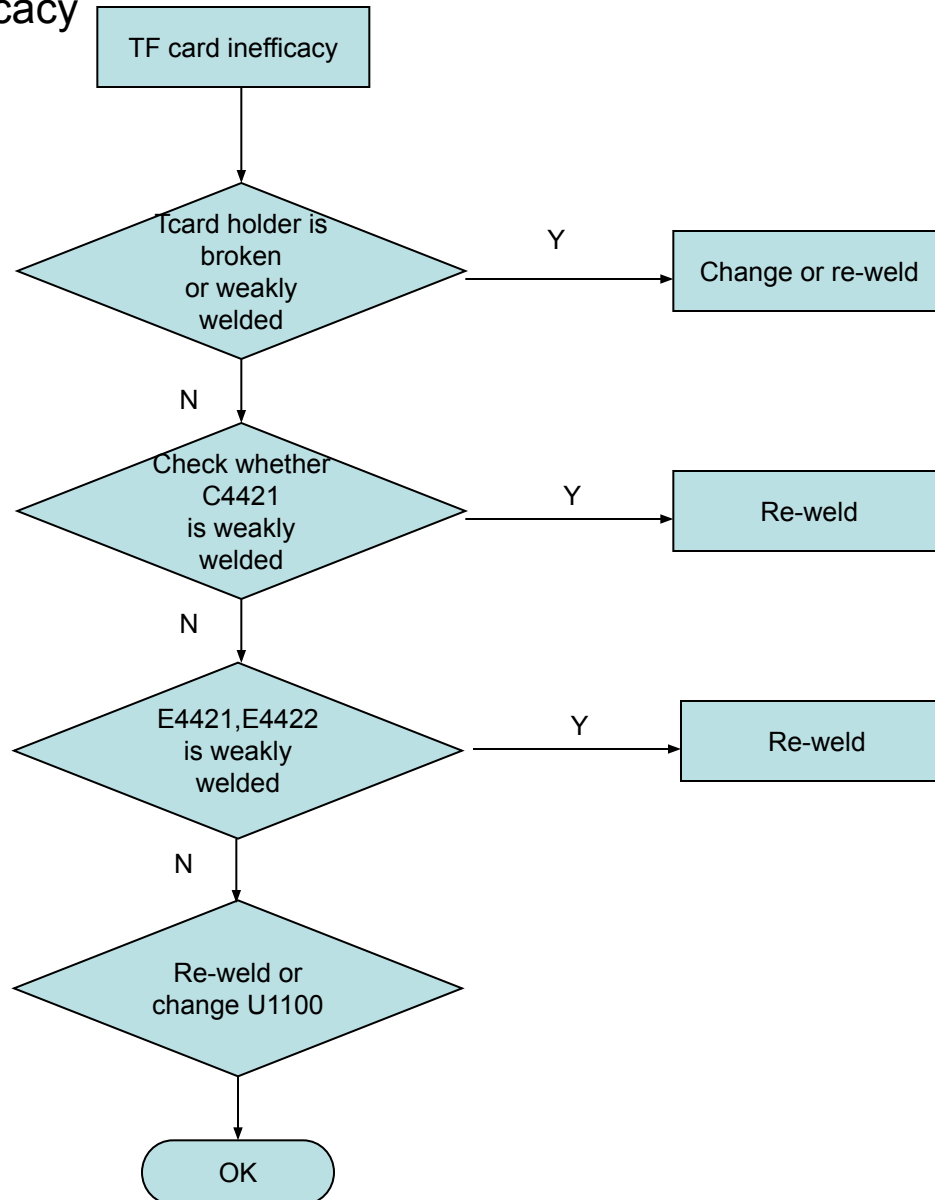 TF card inefficacy
Tcard holder is
broken
or weakly
welded
Y
Change or re-weld
N
Check whether
C4421
is weakly
welded
Y
Re-weld
N
E4421,E4422
is weakly
welded
Y
Re-weld
N
Re-weld or
change U1100
OK